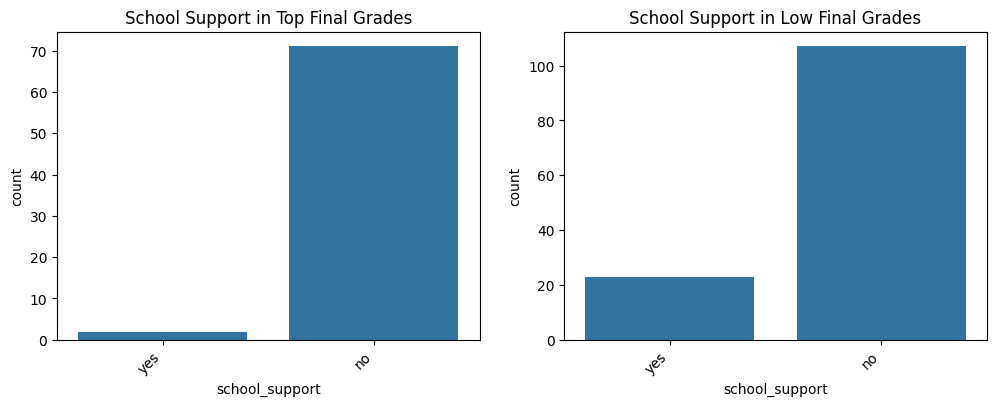 School Support in Top Final Grades
70
60
50
40
30
20
10
0
count
yes
no
school_support
School Support in Low Final Grades
100
80
60
40
20
0
count
yes
no
school_support